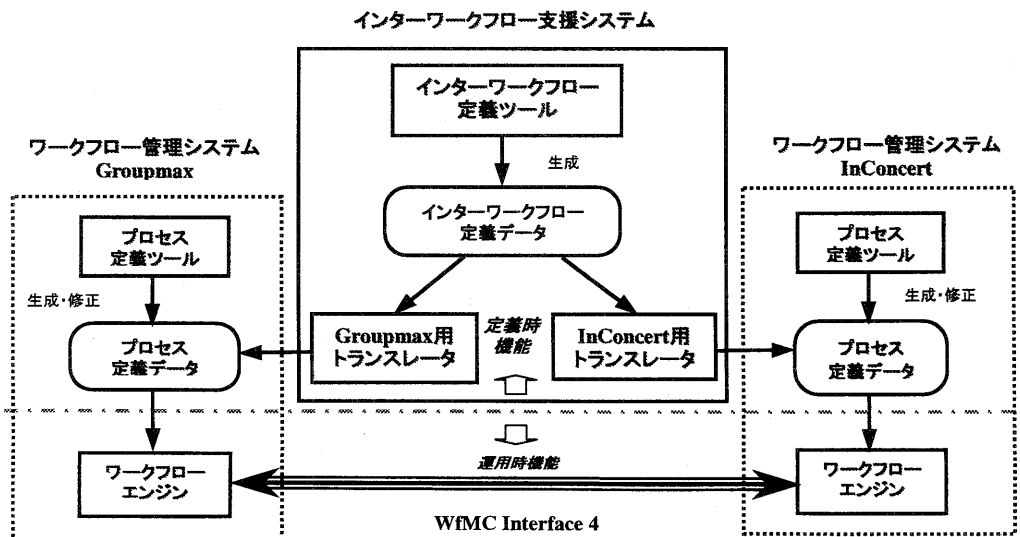 インターワークフロー支援システム
インターワークフロー
定義ツール
生成
インターワークフロー
定義データ
Groupmax用
トランスレータ
定義時
機能
InConcert用
トランスレータ
ワークフロー管理システム
Groupmax
プロセス
定義ツール
生成・修正
プロセス
定義データ
ワークフロー
エンジン
ワークフロー管理システム
InConcert
プロセス
定義ツール
生成・修正
プロセス
定義データ
ワークフロー
エンジン
運用時機能
WfMC Interface 4